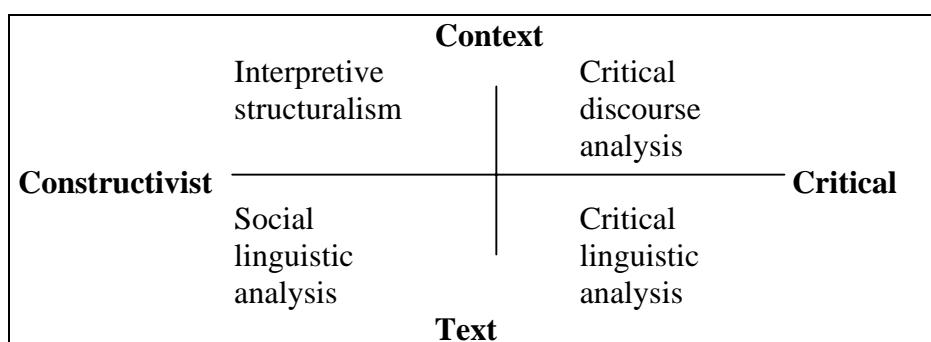 Context
Interpretive
structuralism
Critical
discourse
analysis
Constructivist
Critical
Social
linguistic
analysis
Critical
linguistic
analysis
Text